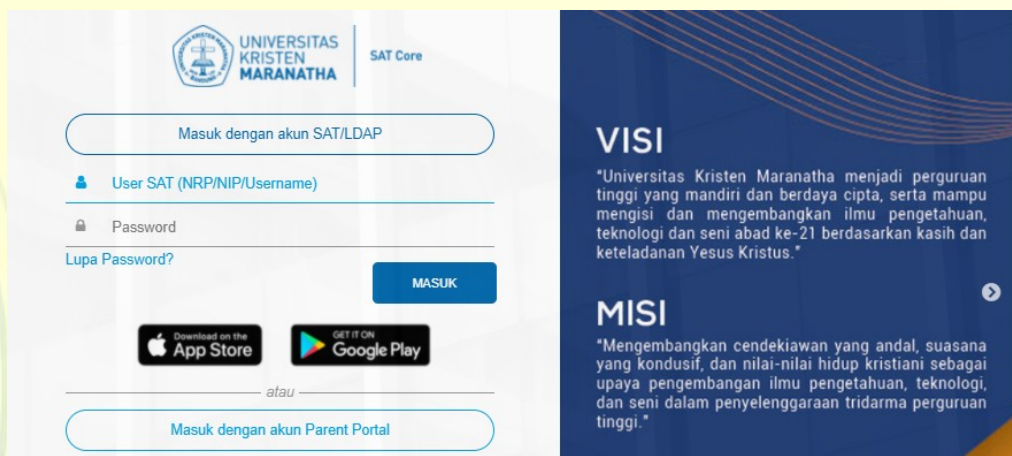 UNIVERSITAS
KRISTEN
MARANATHA
SAT Core
Masuk dengan akun SAT/LDAP
User SAT (NRP/NIP/Username)
Password
Lupa Password?
MASUK
Download on the
App Store
GET IT ON
Google Play
atau
Masuk dengan akun Parent Portal
VISI
"Universitas Kristen Maranatha menjadi perguruan
tinggi yang mandiri dan berdaya cipta, serta mampu
mengisi dan mengembangkan ilmu pengetahuan,
teknologi dan seni abad ke-21 berdasarkan kasih dan
keteladanan Yesus Kristus."
MISI
"Mengembangkan cendekiawan yang andal, suasana
yang kondusif, dan nilai-nilai hidup kristiani sebagai
upaya pengembangan ilmu pengetahuan, teknologi,
dan seni dalam penyelenggaraan tridarma perguruan
tinggi."